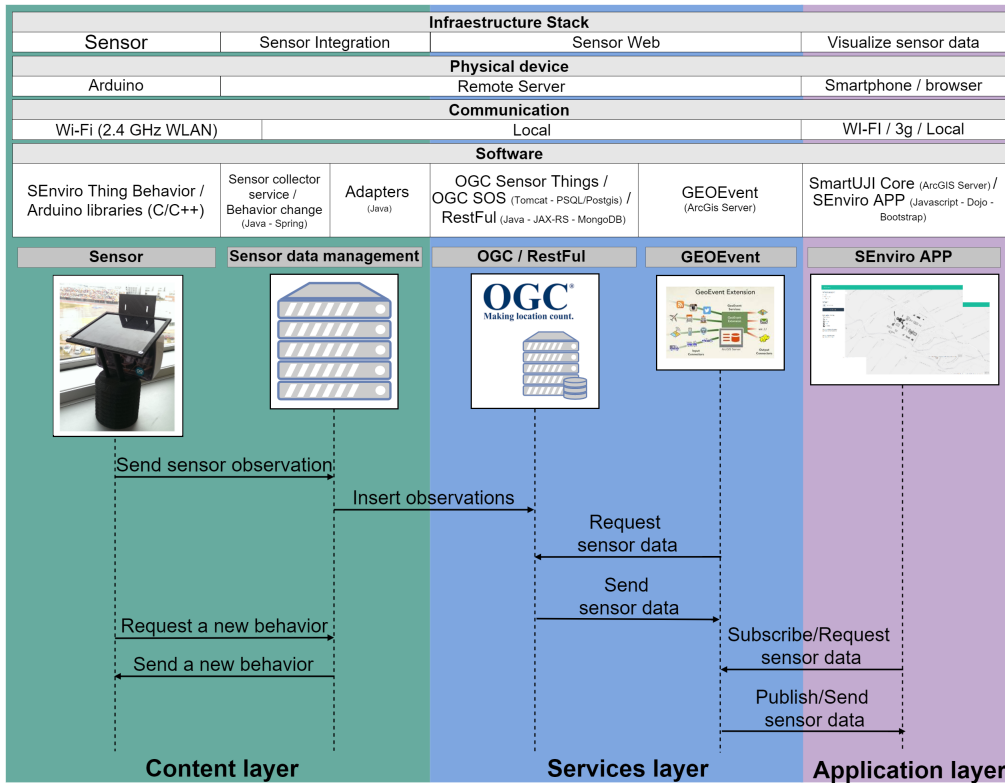 Infraestructure Stack
Sensor
Sensor Integration
Sensor Web
Visualize sensor data
Physical device
Arduino
Remote Server
Smartphone / browser
Communication
Wi-Fi (2.4 GHz WLAN)
Local
WI-FI / 3g / Local
Software
SEnviro Thing Behavior /
Arduino libraries (C/C++)
Sensor collector
service /
Behavior change
(Java - Spring)
Adapters
(Java)
OGC Sensor Things /
OGC SOS (Tomcat - PSQL/Postgis) /
RestFul (Java - JAX-RS - MongoDB)
GEOEvent
(ArcGis Server)
SmartUJI Core (ArcGIS Server) /
SEnviro APP (Javascript - Dojo -
Bootstrap)
Sensor
Sensor data management
OGC / RestFul
GEOEvent
SEnviro APP
OGC®
Making location count.
GeoEvent Extension
Send sensor observation
Insert observations
Request
sensor data
Send
sensor data
Request a new behavior
Subscribe/Request
sensor data
Send a new behavior
Publish/Send
sensor data
Content layer
Services layer
Application layer